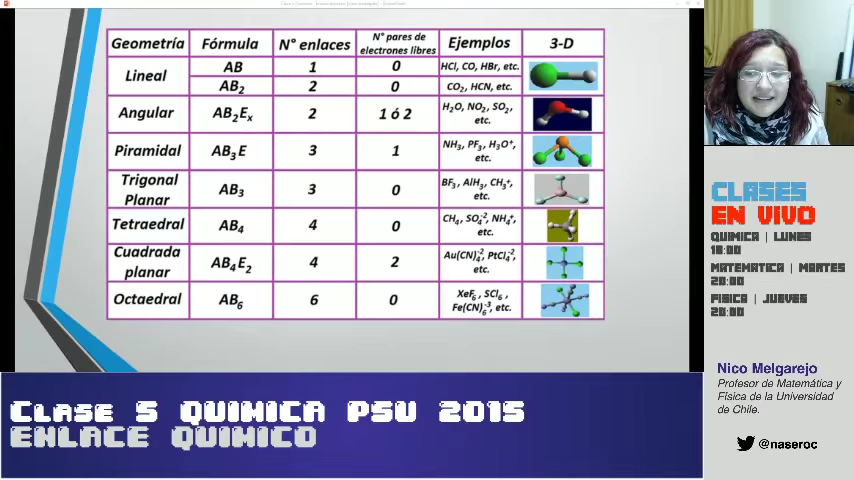 Geometría Fórmula N° enlaces N° pares de electrones libres Ejemplos 3-D
Lineal AB 1 0 HCl, CO, HBr, etc.
AB2 2 0 CO2, HCN, etc.
Angular AB2Ex 2 1 ó 2 H2O, NO2, SO2, etc.
Piramidal AB3E 3 1 NH3, PF3, H3O+, etc.
Trigonal Planar AB3 3 0 BF3, AlH3, CH3+, etc.
Tetraedral AB4 4 0 CH4, SO4-2, NH4+, etc.
Cuadrada planar AB4E2 4 2 Au(CN)4-2, PtCl4-2, etc.
Octaedral AB6 6 0 XeF6, SCl6, Fe(CN)6-3, etc.
CLASES
EN VIVO
QUIMICA | LUNES
18:00
MATEMATICA | MARTES
20:00
FISICA | JUEVES
20:00
Nico Melgarejo
Profesor de Matemática y
Física de la Universidad
de Chile.
@naseroc
Clase 5 QUIMICA PSU 2015
ENLACE QUIMICO